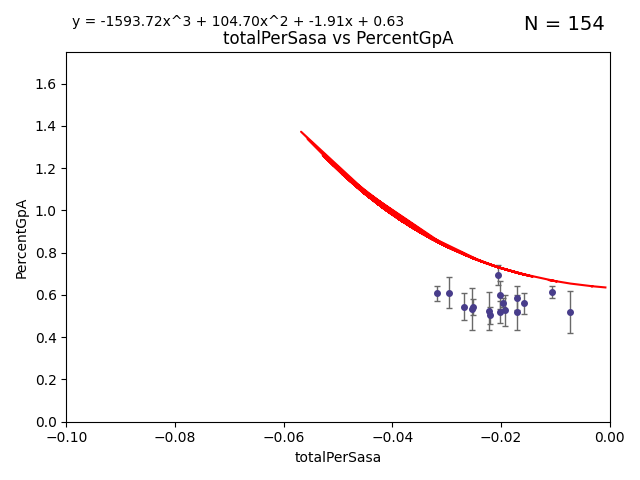 y = -1593.72x^3 + 104.70x^2 + -1.91x + 0.63
N = 154
totalPerSasa vs PercentGpA
1.6
1.4
1.2
1.0
0.8
0.6
0.4
0.2
0.0
PercentGpA
−0.10 −0.08 −0.06 −0.04 −0.02 0.00
totalPerSasa